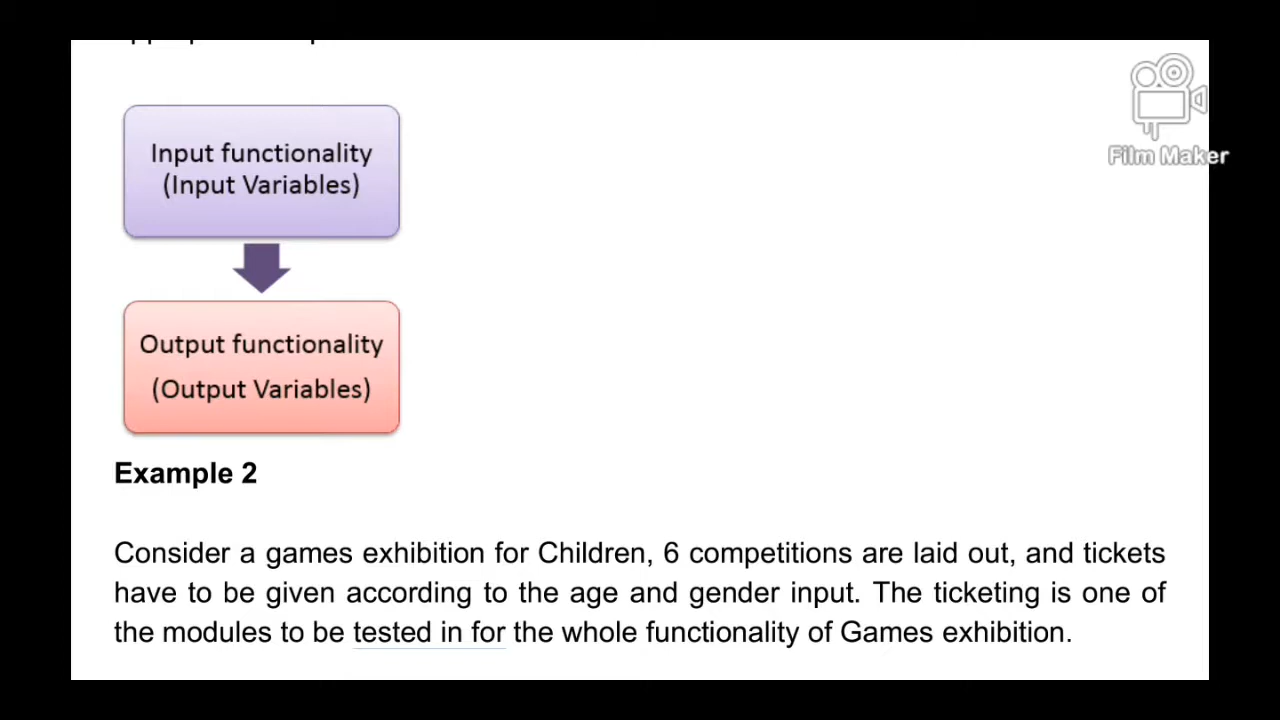 Film Maker
Input functionality
(Input Variables)
Output functionality
(Output Variables)
Example 2
Consider a games exhibition for Children, 6 competitions are laid out, and tickets
have to be given according to the age and gender input. The ticketing is one of
the modules to be tested in for the whole functionality of Games exhibition.